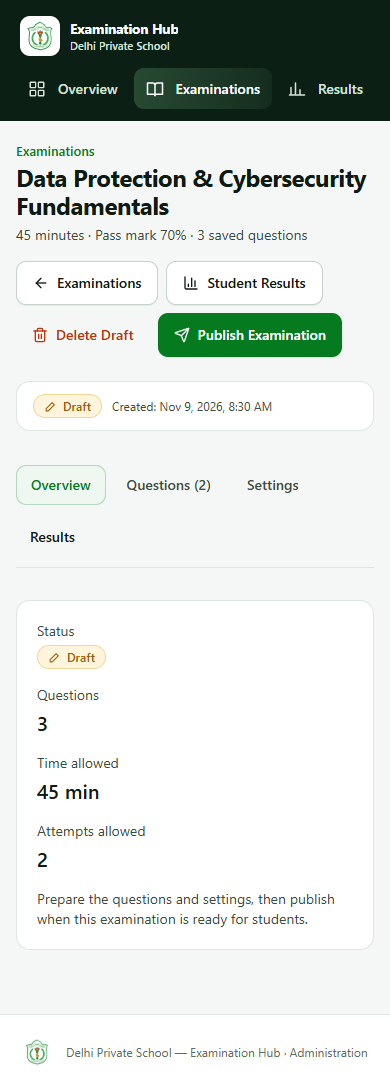 Examination Hub
Delhi Private School
Overview
Examinations
Results
Examinations
Data Protection & Cybersecurity
Fundamentals
45 minutes · Pass mark 70% · 3 saved questions
Examinations
Student Results
Delete Draft
Publish Examination
Draft
Created: Nov 9, 2026, 8:30 AM
Overview
Questions (2)
Settings
Results
Status
Draft
Questions
3
Time allowed
45 min
Attempts allowed
2
Prepare the questions and settings, then publish
when this examination is ready for students.
Delhi Private School — Examination Hub · Administration